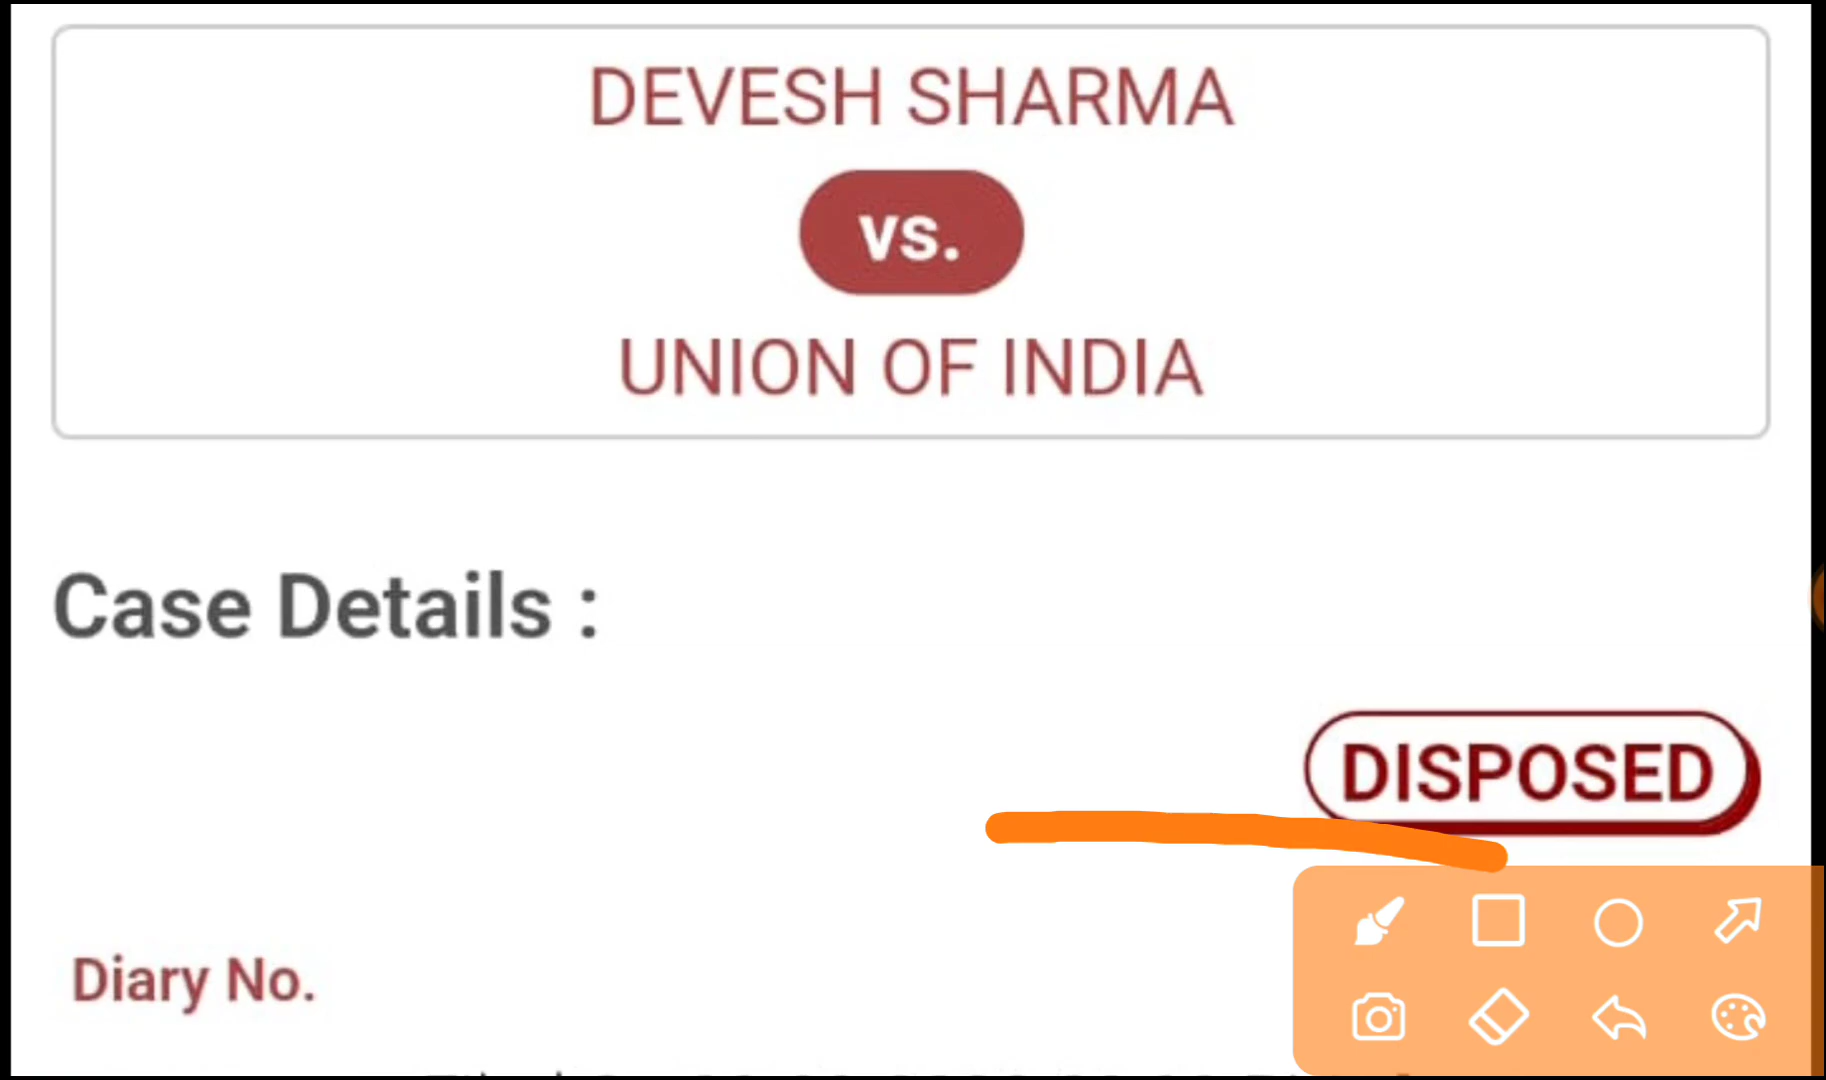 DEVESH SHARMA
vs.
UNION OF INDIA
Case Details :
DISPOSED
Diary No.